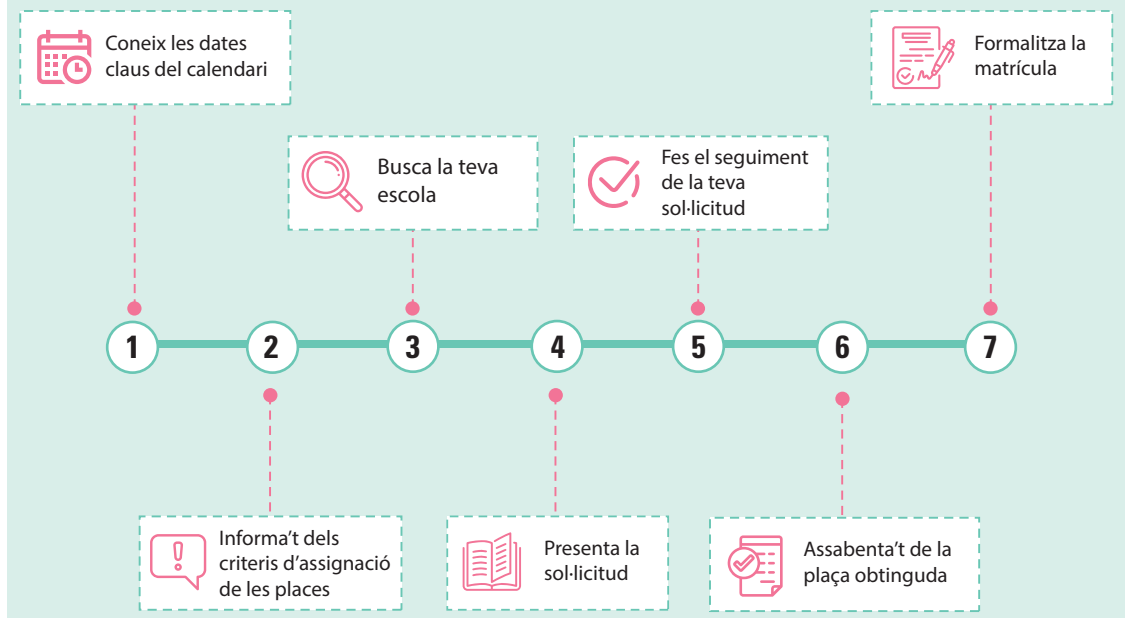 Coneix les dates
claus del calendari
Formalitza la
matrícula
Busca la teva
escola
Fes el seguiment
de la teva
sol·licitud
1
2
3
4
5
6
7
Informa't dels
criteris d'assignació
de les places
Presenta la
sol·licitud
Assabenta't de la
plaça obtinguda